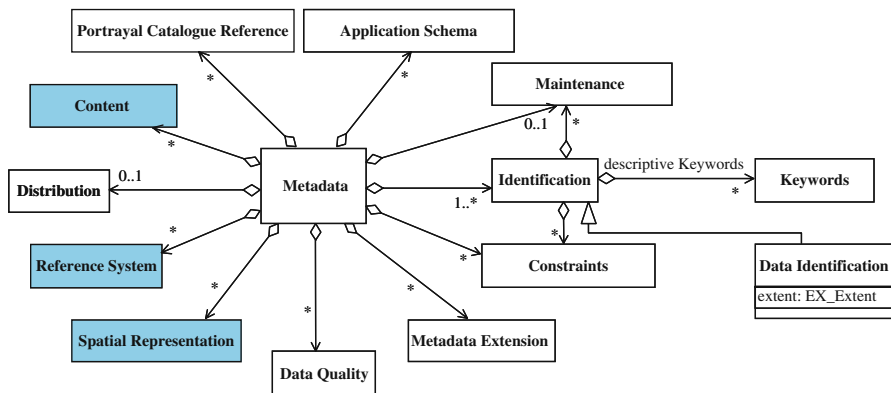 Portrayal Catalogue Reference
Application Schema
*
*
Maintenance
Content
*
0..1
*
Metadata
descriptive Keywords
Distribution
0..1
Identification
Keywords
1..*
*
*
*
*
Reference System
Constraints
Data Identification
*
*
extent: EX_Extent
*
Spatial Representation
Metadata Extension
Data Quality